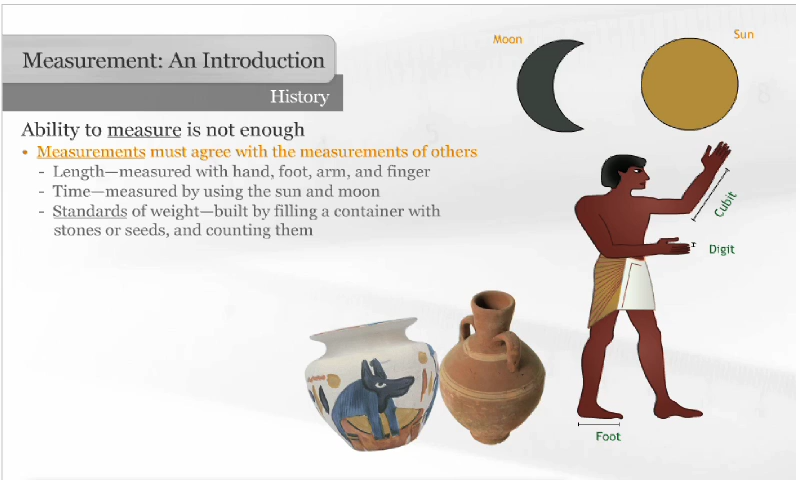 Measurement: An Introduction
History
Moon
Sun
Ability to measure is not enough
• Measurements must agree with the measurements of others
- Length—measured with hand, foot, arm, and finger
- Time—measured by using the sun and moon
- Standards of weight—built by filling a container with
stones or seeds, and counting them
Cubit
Digit
Foot